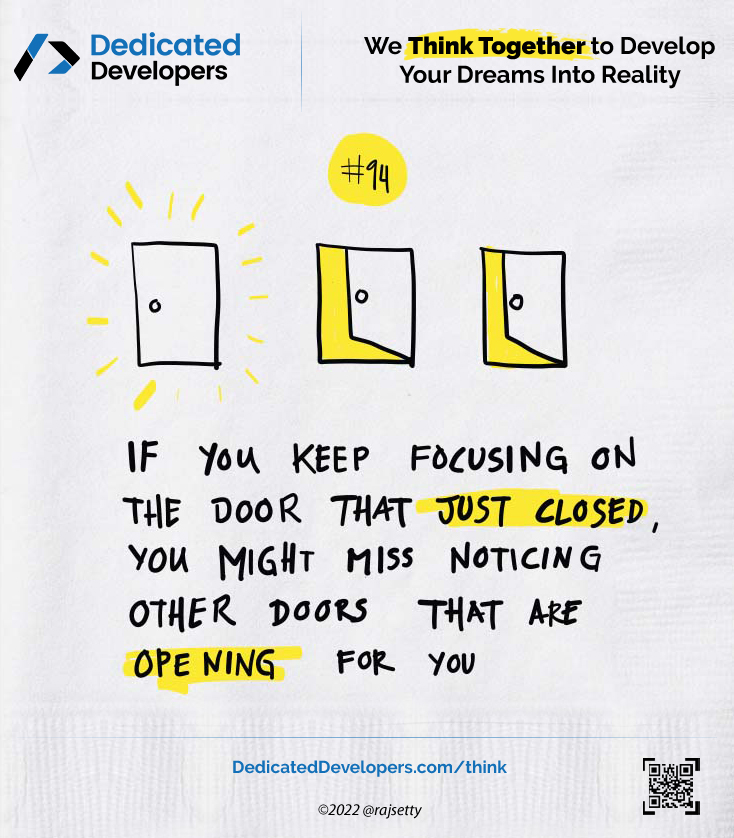 Dedicated
Developers
We Think Together to Develop
Your Dreams Into Reality
#94
IF YOU KEEP FOCUSING ON
THE DOOR THAT JUST CLOSED,
YOU MIGHT MISS NOTICING
OTHER DOORS THAT ARE
OPENING FOR YOU
DedicatedDevelopers.com/think
©2022 @rajsetty